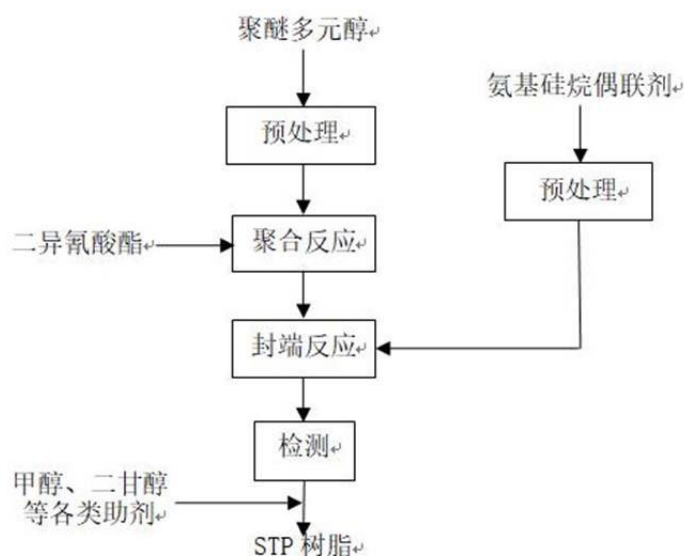 聚醚多元醇
氨基硅烷偶联剂
预处理
预处理
二异氰酸酯
聚合反应
封端反应
检测
甲醇、二甘醇
等各类助剂
STP 树脂